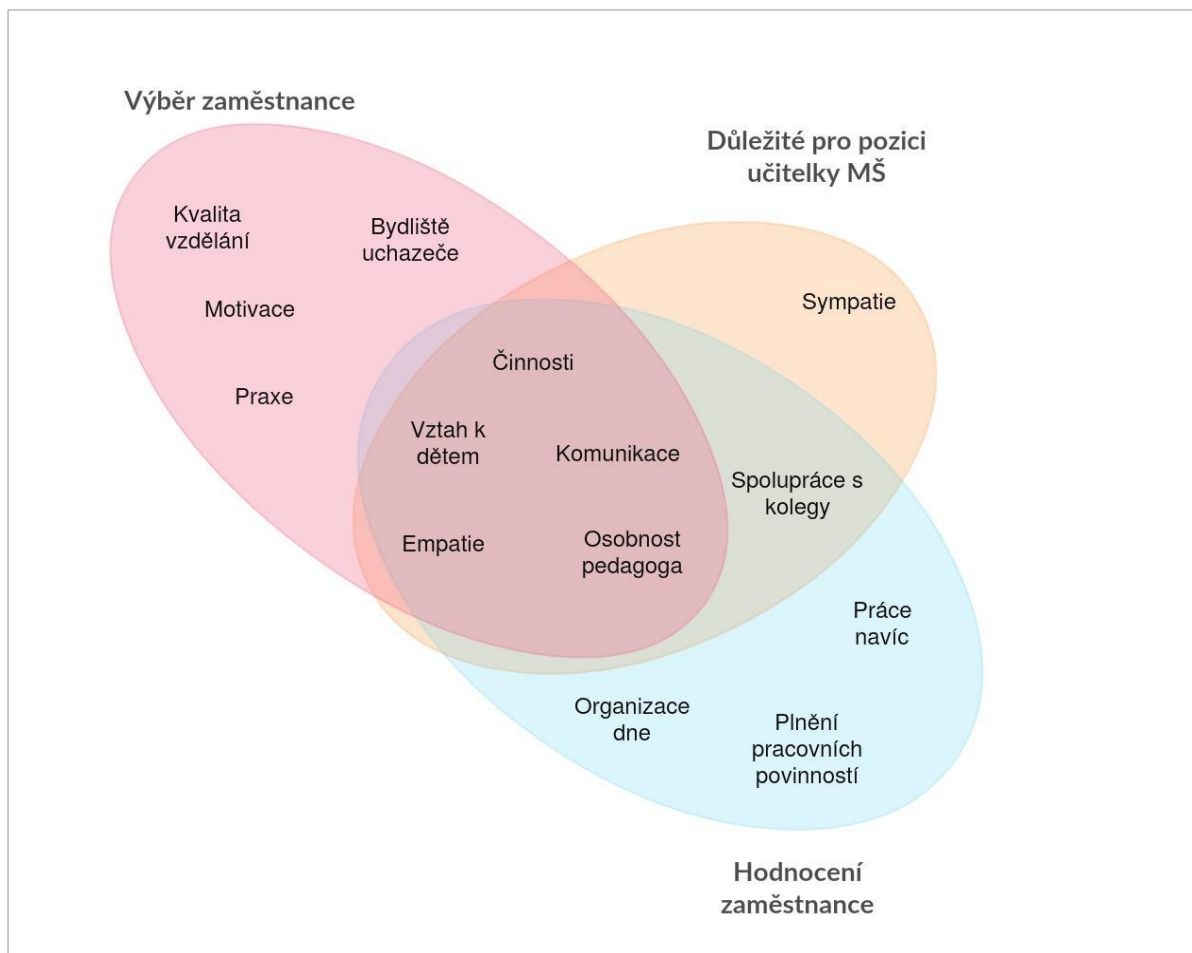 Výběr zaměstnance
Důležité pro pozici
učitelky MŠ
Kvalita
vzdělání
Bydliště
uchazeče
Motivace
Praxe
Sympatie
Činnosti
Vztah k
dětem
Komunikace
Empatie
Osobnost
pedagoga
Spolupráce s
kolegy
Práce
navíc
Organizace
dne
Plnění
pracovních
povinností
Hodnocení
zaměstnance